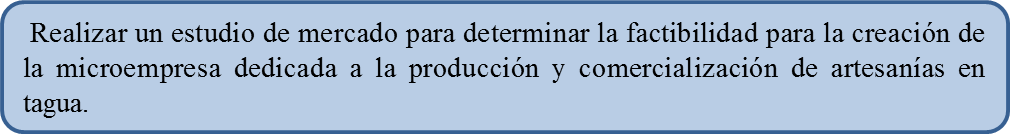 Realizar un estudio de mercado para determinar la factibilidad para la creación de
la microempresa dedicada a la producción y comercialización de artesanías en
tagua.